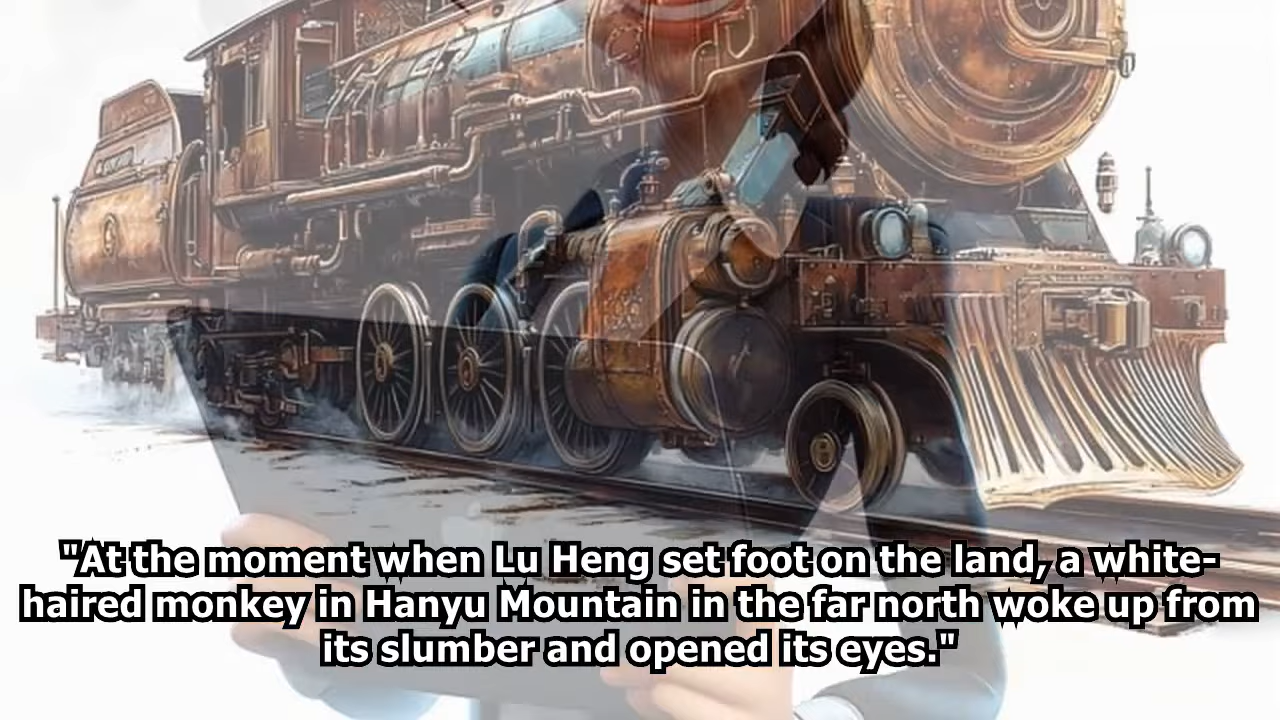 "At the moment when Lu Heng set foot on the land, a white-
haired monkey in Hanyu Mountain in the far north woke up from
its slumber and opened its eyes."